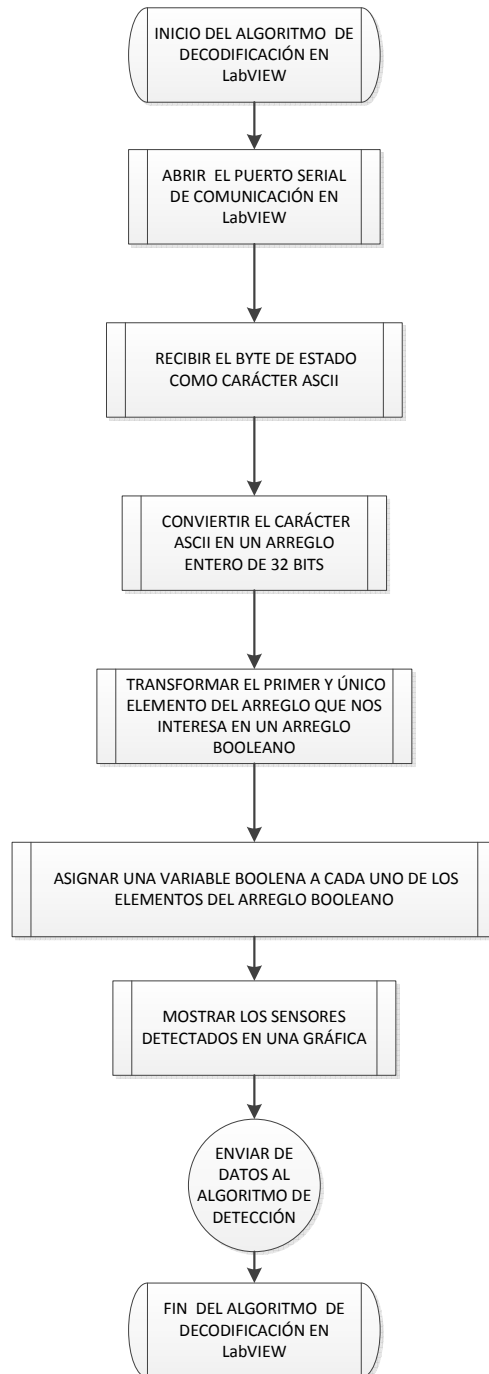 INICIO DEL ALGORITMO DE
DECODIFICACIÓN EN
LabVIEW
ABRIR EL PUERTO SERIAL
DE COMUNICACIÓN EN
LabVIEW
RECIBIR EL BYTE DE ESTADO
COMO CARÁCTER ASCII
CONVIERTIR EL CARÁCTER
ASCII EN UN ARREGLO
ENTERO DE 32 BITS
TRANSFORMAR EL PRIMER Y ÚNICO
ELEMENTO DEL ARREGLO QUE NOS
INTERESA EN UN ARREGLO
BOOLEANO
ASIGNAR UNA VARIABLE BOOLENA A CADA UNO DE LOS
ELEMENTOS DEL ARREGLO BOOLEANO
MOSTRAR LOS SENSORES
DETECTADOS EN UNA GRÁFICA
ENVIAR DE
DATOS AL
ALGORITMO DE
DETECCIÓN
FIN DEL ALGORITMO DE
DECODIFICACIÓN EN
LabVIEW